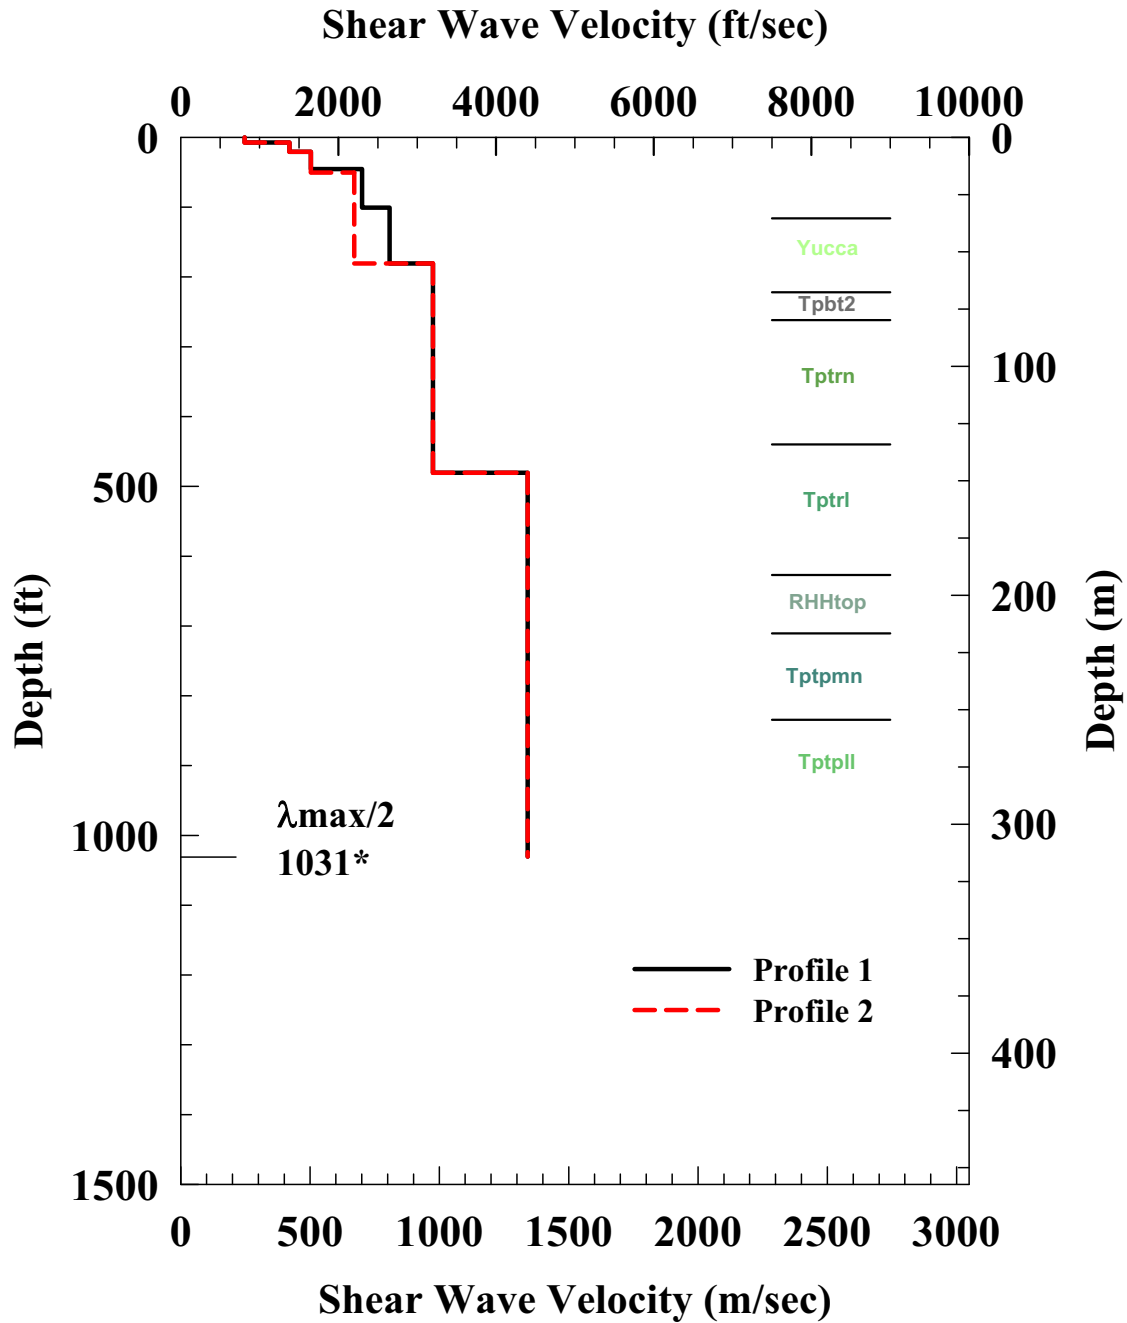 Shear Wave Velocity (ft/sec)
0 2000 4000 6000 8000 10000
0 0
Yucca
Tpbt2
100
Tptrn
500
Tptrl
200
RHHtop
Tptpmn
Depth (ft)
Depth (m)
Tptpll
λmax/2
1000 300
1031*
Profile 1
Profile 2
400
1500
0 500 1000 1500 2000 2500 3000
Shear Wave Velocity (m/sec)